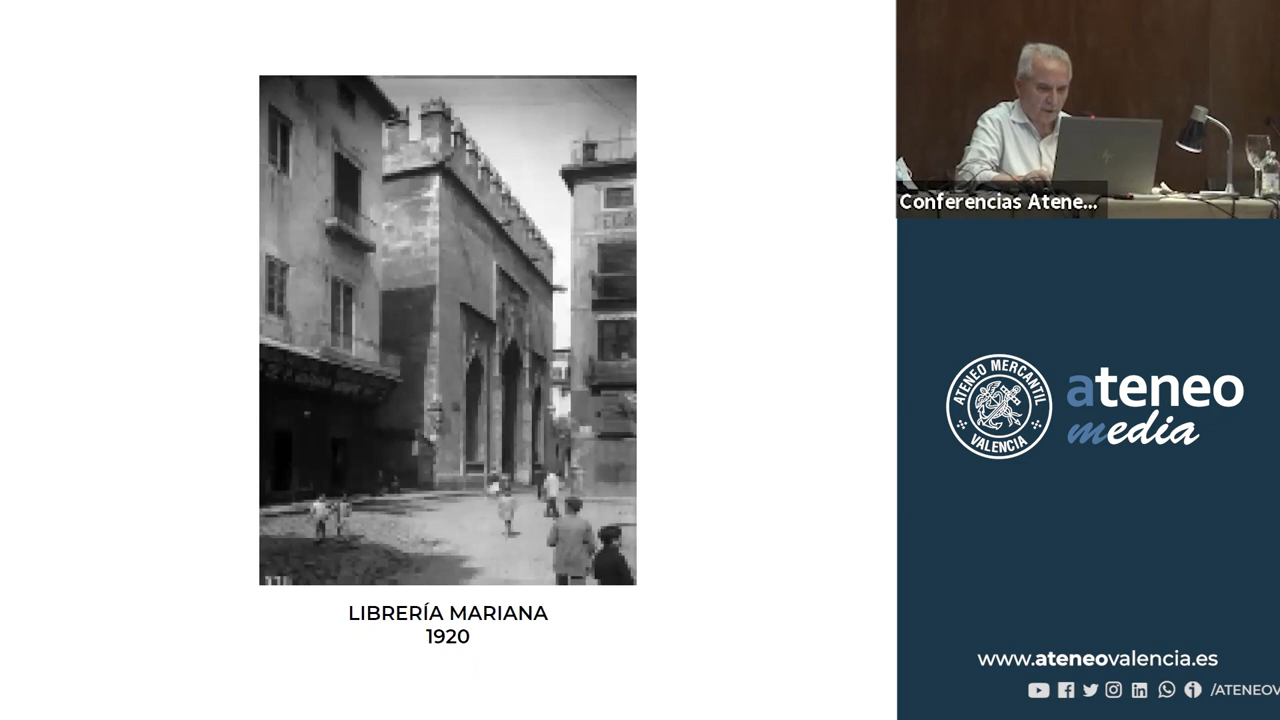 LIBRERÍA MARIANA
1920
Conferencias Atene...
ATENEO MERCANTIL
VALENCIA
ateneo
media
www.ateneovalencia.es
/ATENEOV